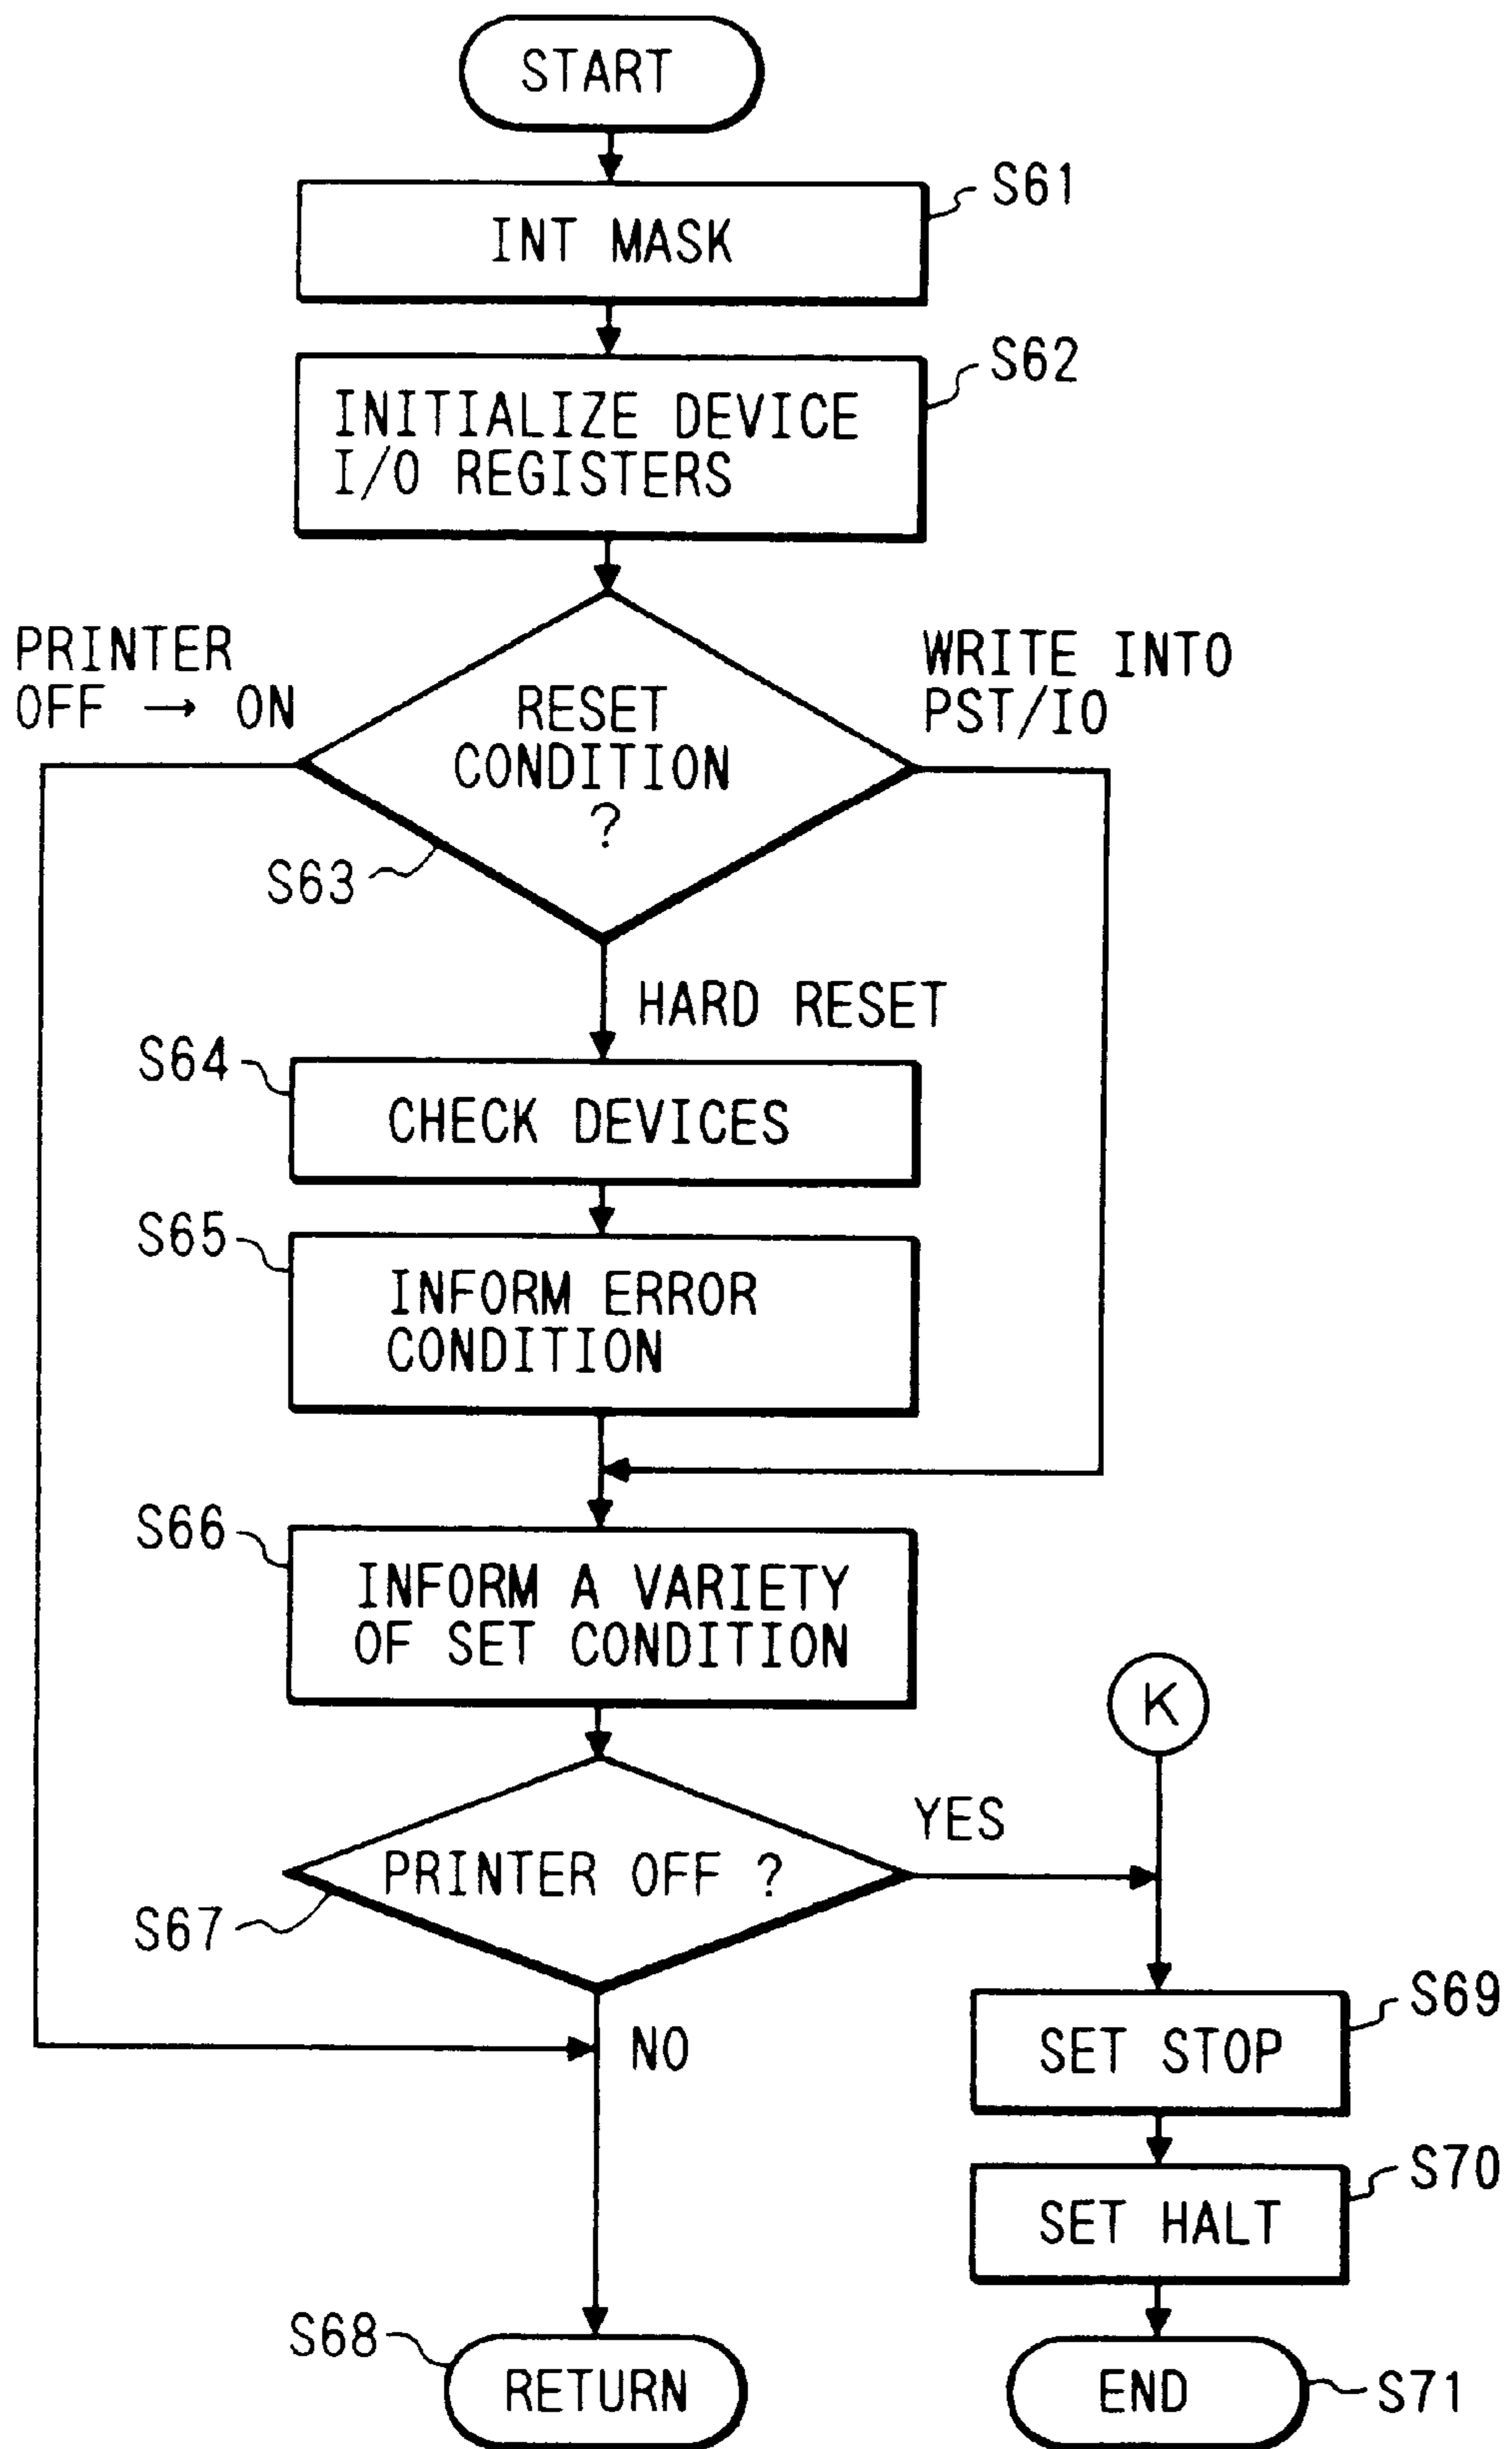 START
S61
INT MASK
S62
INITIALIZE DEVICE
I/O REGISTERS
PRINTER
OFF → ON
WRITE INTO
PST/IO
RESET
CONDITION
?
S63
HARD RESET
S64
CHECK DEVICES
S65
INFORM ERROR
CONDITION
S66
INFORM A VARIETY
OF SET CONDITION
K
YES
PRINTER OFF ?
S67
S69
NO
SET STOP
S70
SET HALT
S68
RETURN
END
S71